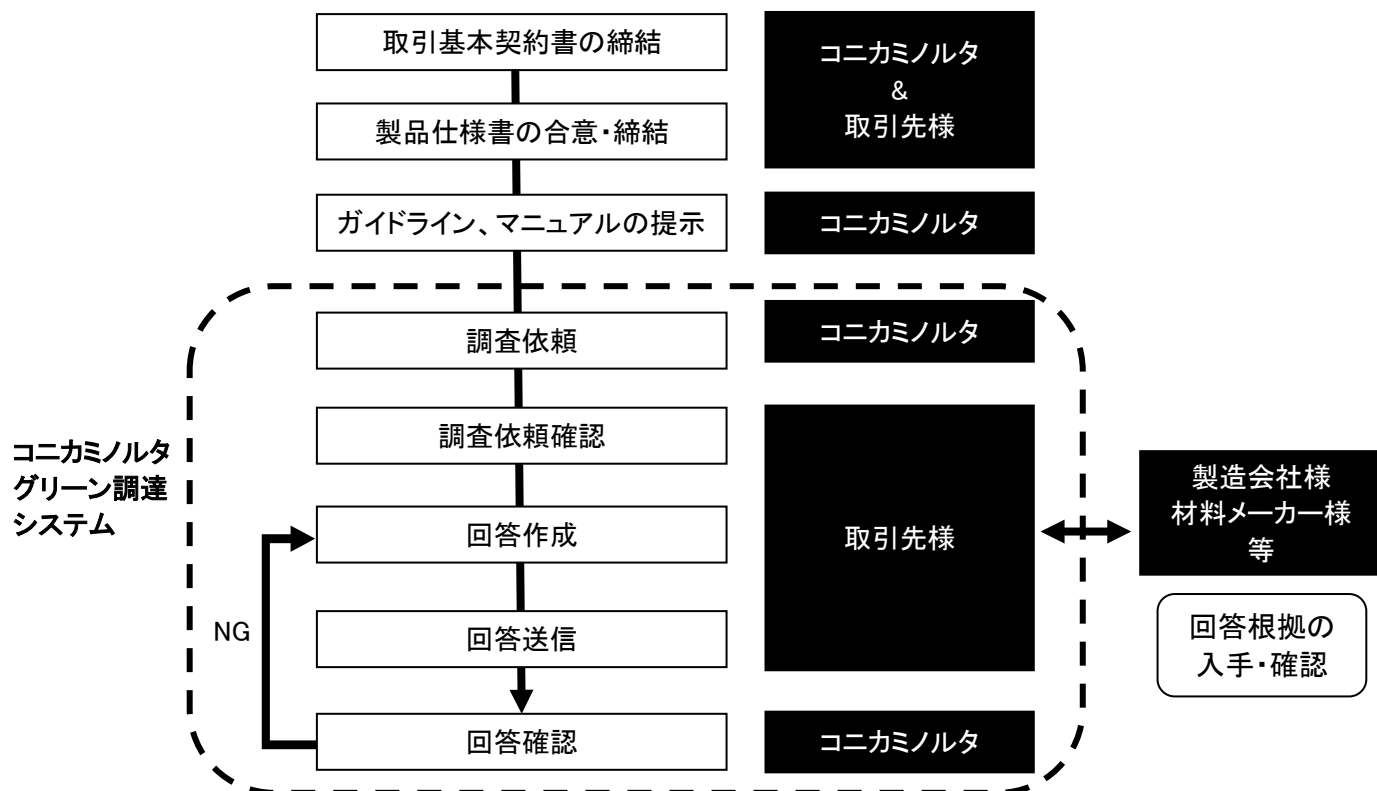 取引基本契約書の締結
コニカミノルタ
&
取引先様
製品仕様書の合意・締結
ガイドライン、マニュアルの提示
コニカミノルタ
調査依頼
コニカミノルタ
調査依頼確認
コニカミノルタ
グリーン調達
システム
回答作成
取引先様
製造会社様
材料メーカー様
等
NG
回答送信
回答根拠の
入手・確認
回答確認
コニカミノルタ